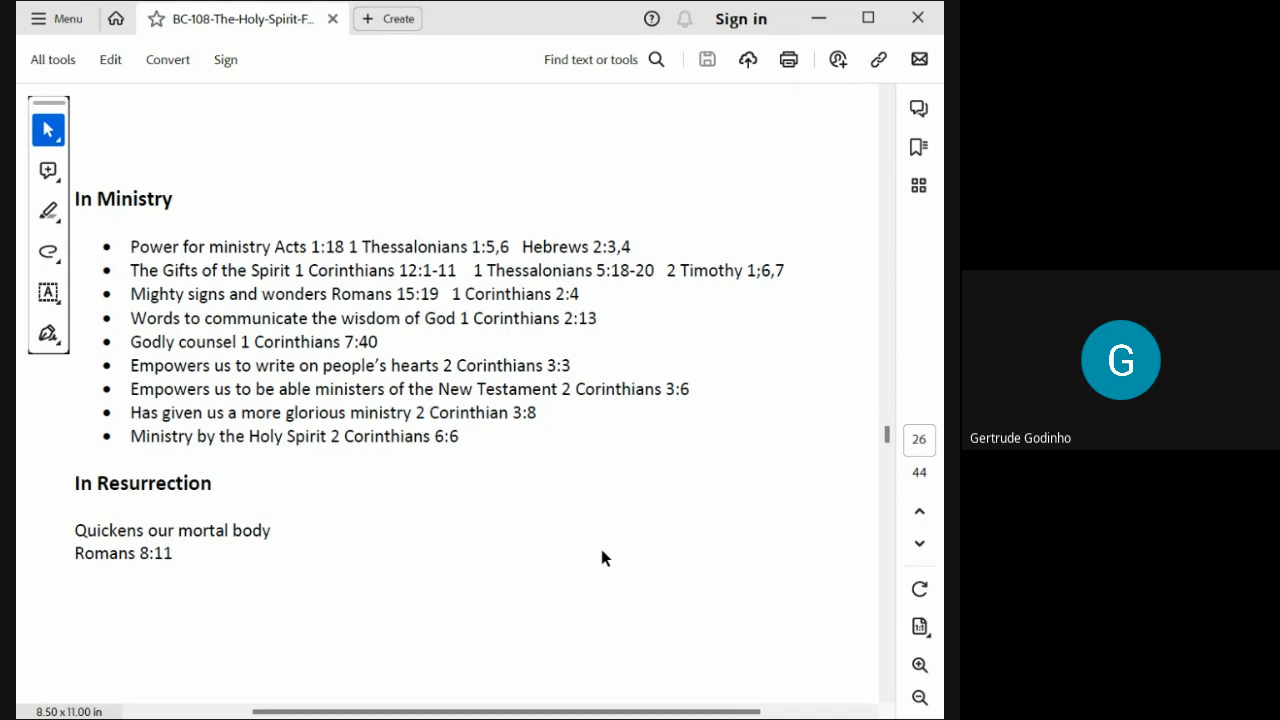 Menu
BC-108-The-Holy-Spirit-F...
Create
Sign in
All tools
Edit
Convert
Sign
Find text or tools
In Ministry
• Power for ministry Acts 1:18 1 Thessalonians 1:5,6 Hebrews 2:3,4
• The Gifts of the Spirit 1 Corinthians 12:1-11 1 Thessalonians 5:18-20 2 Timothy 1;6,7
• Mighty signs and wonders Romans 15:19 1 Corinthians 2:4
• Words to communicate the wisdom of God 1 Corinthians 2:13
• Godly counsel 1 Corinthians 7:40
• Empowers us to write on people’s hearts 2 Corinthians 3:3
• Empowers us to be able ministers of the New Testament 2 Corinthians 3:6
• Has given us a more glorious ministry 2 Corinthian 3:8
• Ministry by the Holy Spirit 2 Corinthians 6:6
In Resurrection
Quickens our mortal body
Romans 8:11
26
44
1:1
8.50 x 11.00 in
G
Gertrude Godinho